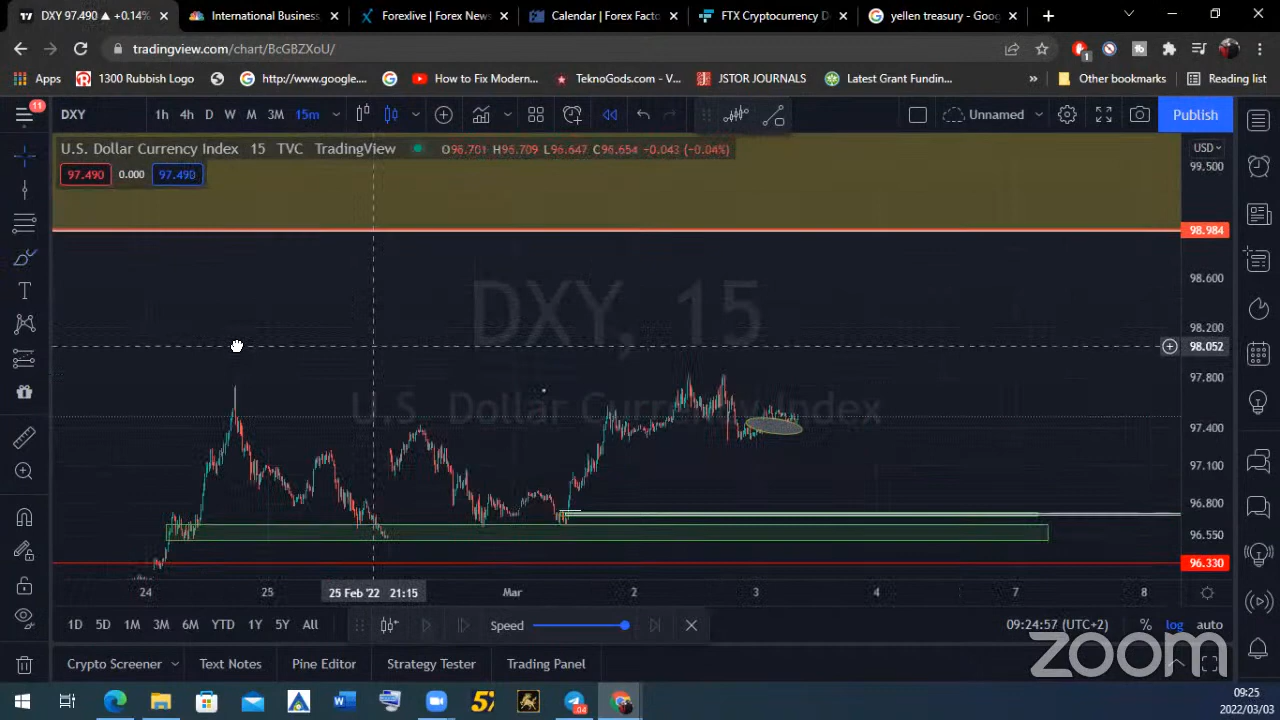 DXY 97.490 ▲ +0.14%
International Business
Forexlive | Forex News
Calendar | Forex Facto
FTX Cryptocurrency D
yellen treasury - Goog
tradingview.com/chart/BcGBZXoU/
1
Apps
1000 Rubbish Logo
http://www.google....
How to Fix Modern...
TeknoGods.com - V...
JSTOR JOURNALS
Latest Grant Fundin...
»
Other bookmarks
Reading list
11
DXY
1h 4h D W M 3M 15m
Unnamed
Publish
U.S. Dollar Currency Index 15 TVC TradingView
O96.701 H96.709 L96.647 C96.654 −0.043 (−0.04%)
USD
97.490 0.000 97.490
99.500
98.984
98.600
98.200
98.052
97.800
97.400
97.100
96.800
96.550
96.330
DXY, 15
U.S. Dollar Currency Index
24 25 25 Feb '22 21:15 Mar 2 3 4 7 8
1D 5D 1M 3M 6M YTD 1Y 5Y All
Speed
09:24:57 (UTC+2)
% log auto
zoom
Crypto Screener
Text Notes
Pine Editor
Strategy Tester
Trading Panel
09:25
2022/03/03